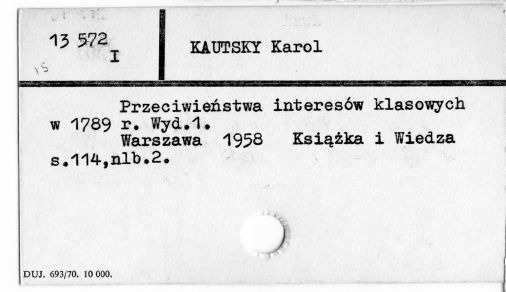 13 572
I
KAUTSKY Karol
Przeciwieństwa interesów klasowych
w 1789 r. Wyd.1.
Warszawa 1958 Książka i Wiedza
s.114,nlb.2.
DUJ. 693/70. 10 000.